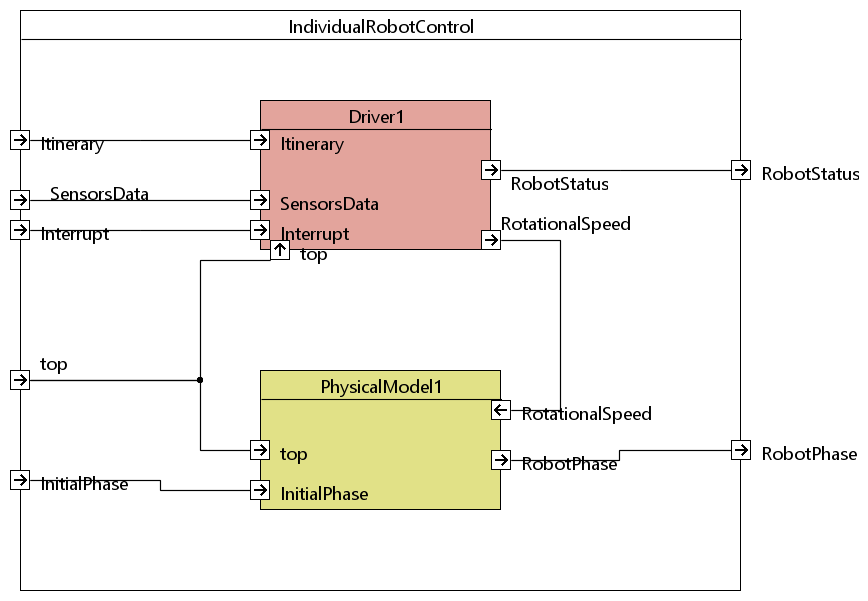 IndividualRobotControl
Driver1
Itinerary
Itinerary
RobotStatus
RobotStatus
SensorsData
SensorsData
RotationalSpeed
Interrupt
Interrupt
top
top
PhysicalModel1
RotationalSpeed
top
RobotPhase
RobotPhase
InitialPhase
InitialPhase